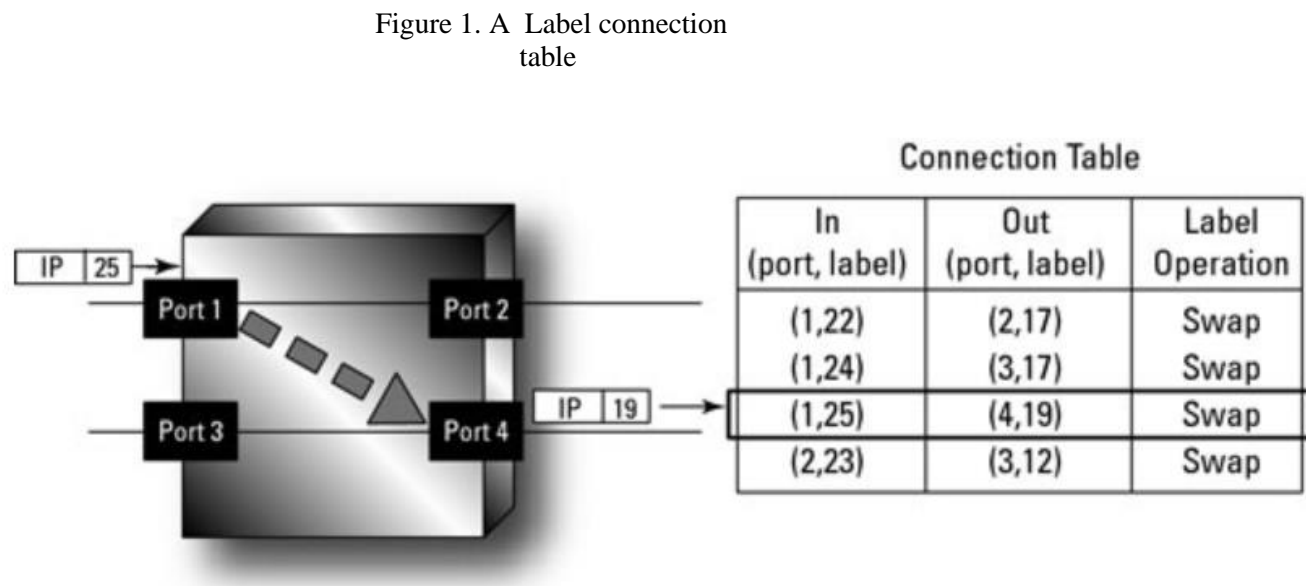 Figure 1. A Label connection
table
Connection Table
In
(port, label)
Out
(port, label)
Label
Operation
IP 25
Port 1
Port 2
Port 3
Port 4
IP 19
(1,22) (2,17) Swap
(1,24) (3,17) Swap
(1,25) (4,19) Swap
(2,23) (3,12) Swap